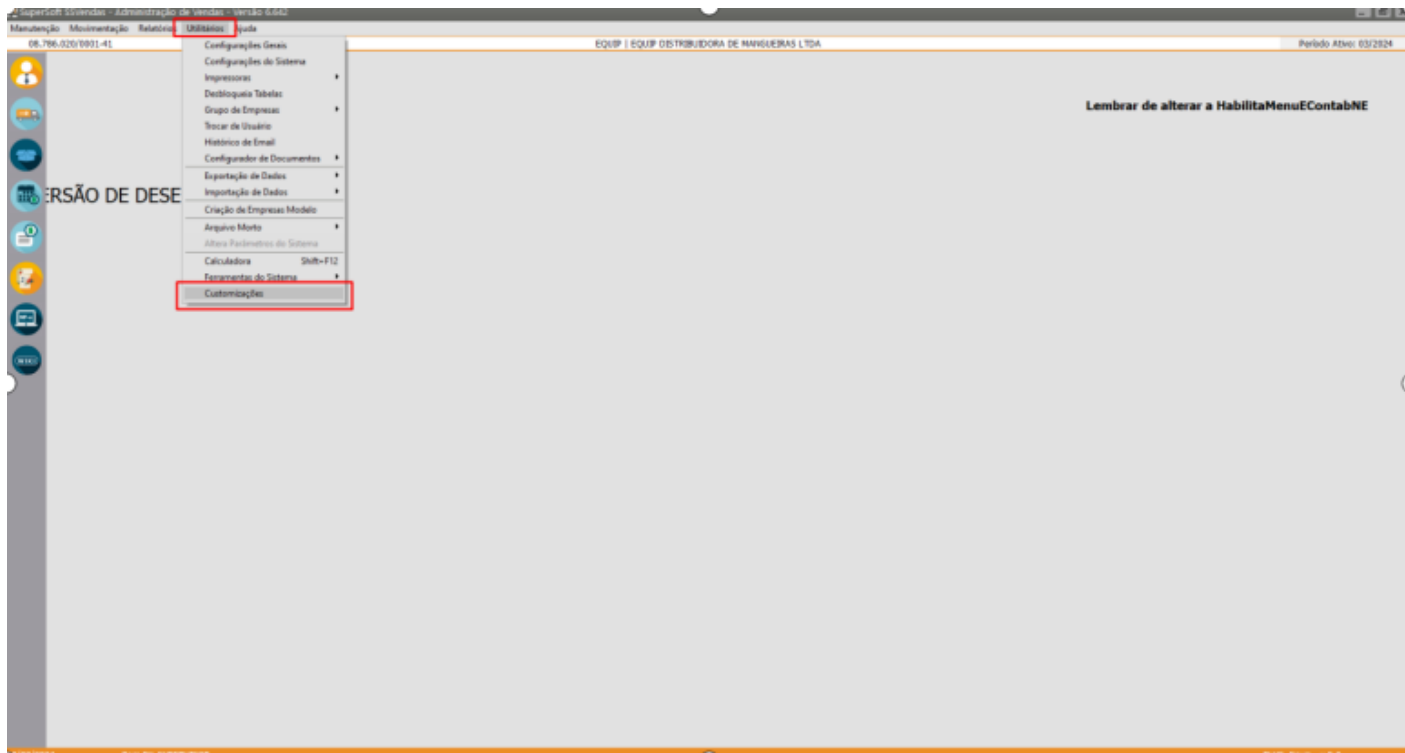 SuperSoft SSVendas - Administração de Vendas - Versão 6.642
Manutenção Movimentação Relatórios Utilitários Ajuda
08.786.020/0001-41 EQUIP | EQUIP DISTRIBUIDORA DE MANGUEIRAS LTDA Período Ativo: 03/2024
Configurações Gerais
Configurações do Sistema
Impressoras
Desbloqueia Tabelas
Grupo de Empresas
Trocar de Usuário
Histórico de Email
Configurador de Documentos
Exportação de Dados
Importação de Dados
Criação de Empresas Modelo
Arquivo Morto
Altera Parâmetros do Sistema
Calculadora Shift+F12
Ferramentas do Sistema
Customizações
Lembrar de alterar a HabilitaMenuEContabNE
ERSÃO DE DESE